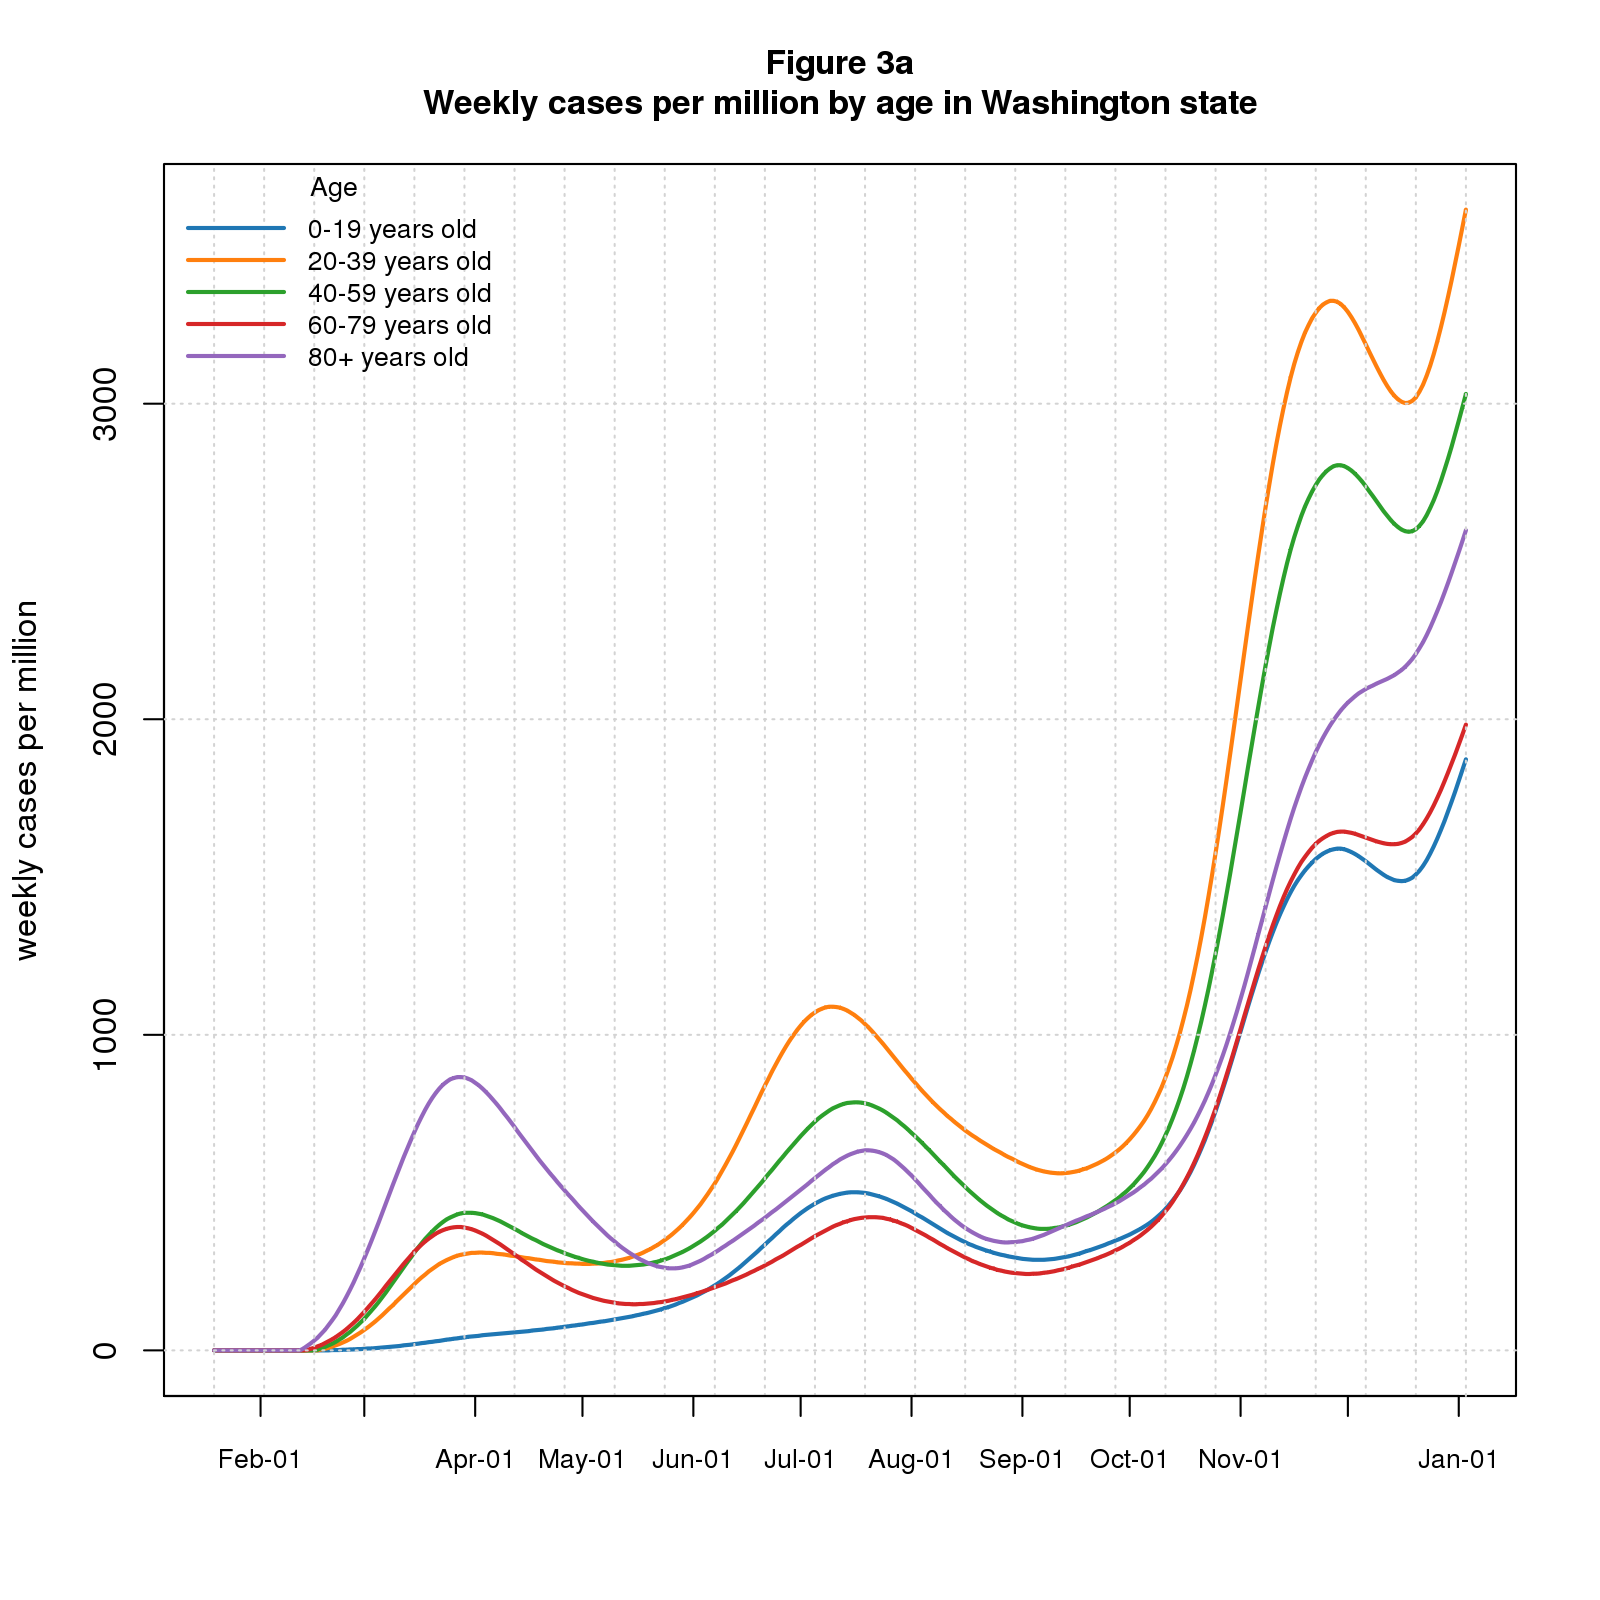 Figure 3a
Weekly cases per million by age in Washington state
Age
0-19 years old
20-39 years old
40-59 years old
60-79 years old
80+ years old
weekly cases per million
3000
2000
1000
0
Feb-01 Apr-01 May-01 Jun-01 Jul-01 Aug-01 Sep-01 Oct-01 Nov-01 Jan-01